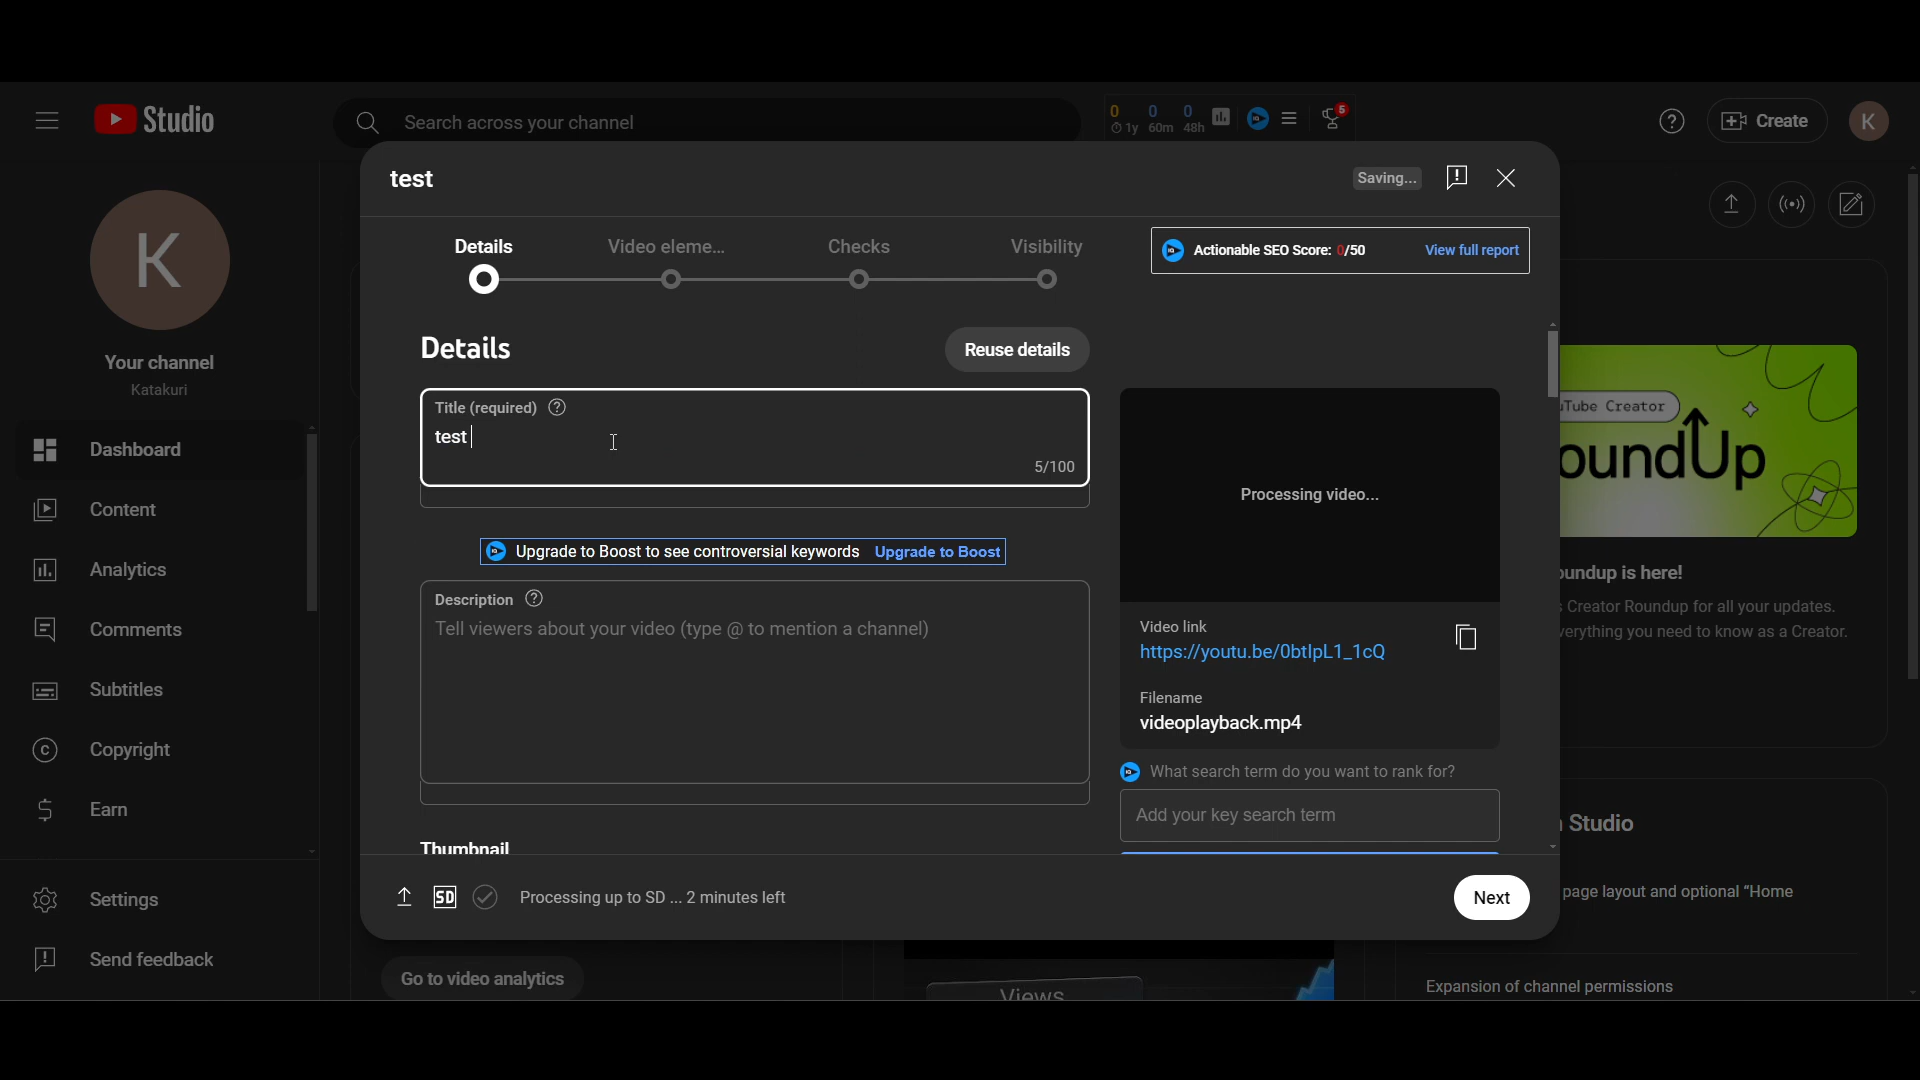 Studio
Search across your channel
0 0 0
1y 60m 48h
5
Create
K
test
Saving...
K
Your channel
Katakuri
Dashboard
Content
Analytics
Comments
Subtitles
Copyright
Earn
Settings
Send feedback
Details
Video eleme...
Checks
Visibility
Actionable SEO Score: 0/50
View full report
Details
Reuse details
Title (required)
test
5/100
Upgrade to Boost to see controversial keywords Upgrade to Boost
Description
Tell viewers about your video (type @ to mention a channel)
Thumbnail
Processing video...
Video link
https://youtu.be/0btlpL1_1cQ
Filename
videoplayback.mp4
What search term do you want to rank for?
Add your key search term
SD
Processing up to SD ... 2 minutes left
Next
Tube Creator
oundUp
oundup is here!
Creator Roundup for all your updates.
verything you need to know as a Creator.
Studio
page layout and optional “Home
Go to video analytics
Views
Expansion of channel permissions